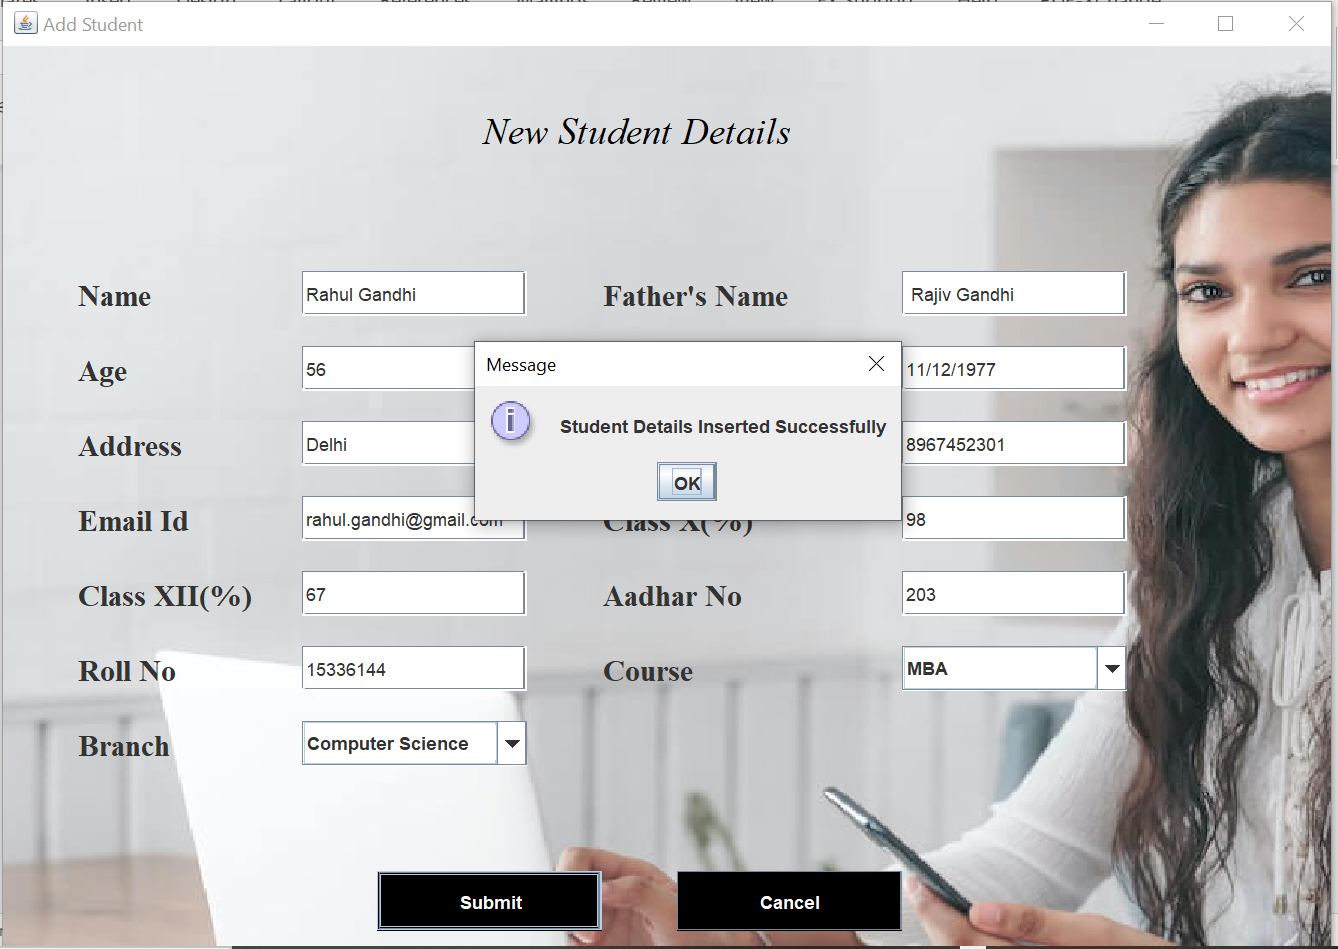 Add Student
New Student Details
Name Rahul Gandhi Father's Name Rajiv Gandhi
Age 56 11/12/1977
Message
Student Details Inserted Successfully
OK
Address Delhi 8967452301
Email Id rahul.gandhi@gmail.com Class X(%) 98
Class XII(%) 67 Aadhar No 203
Roll No 15336144 Course MBA
Branch Computer Science
Submit Cancel